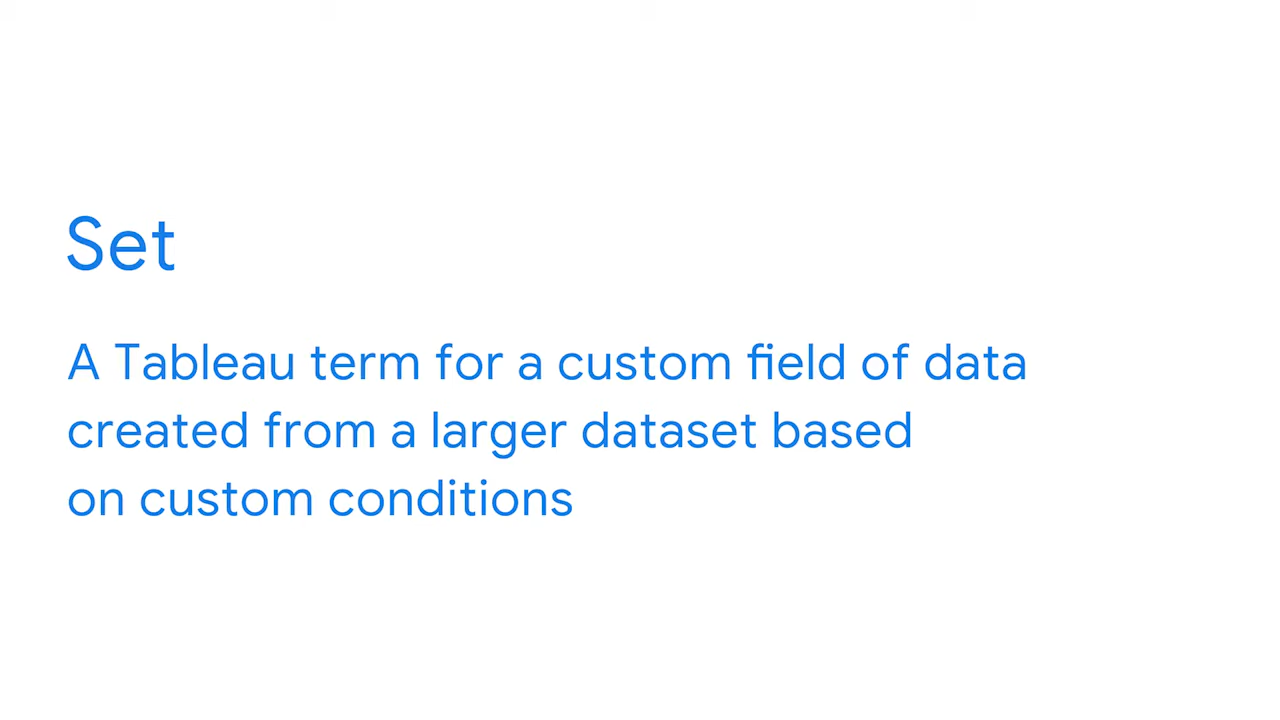 Set
A Tableau term for a custom field of data
created from a larger dataset based
on custom conditions